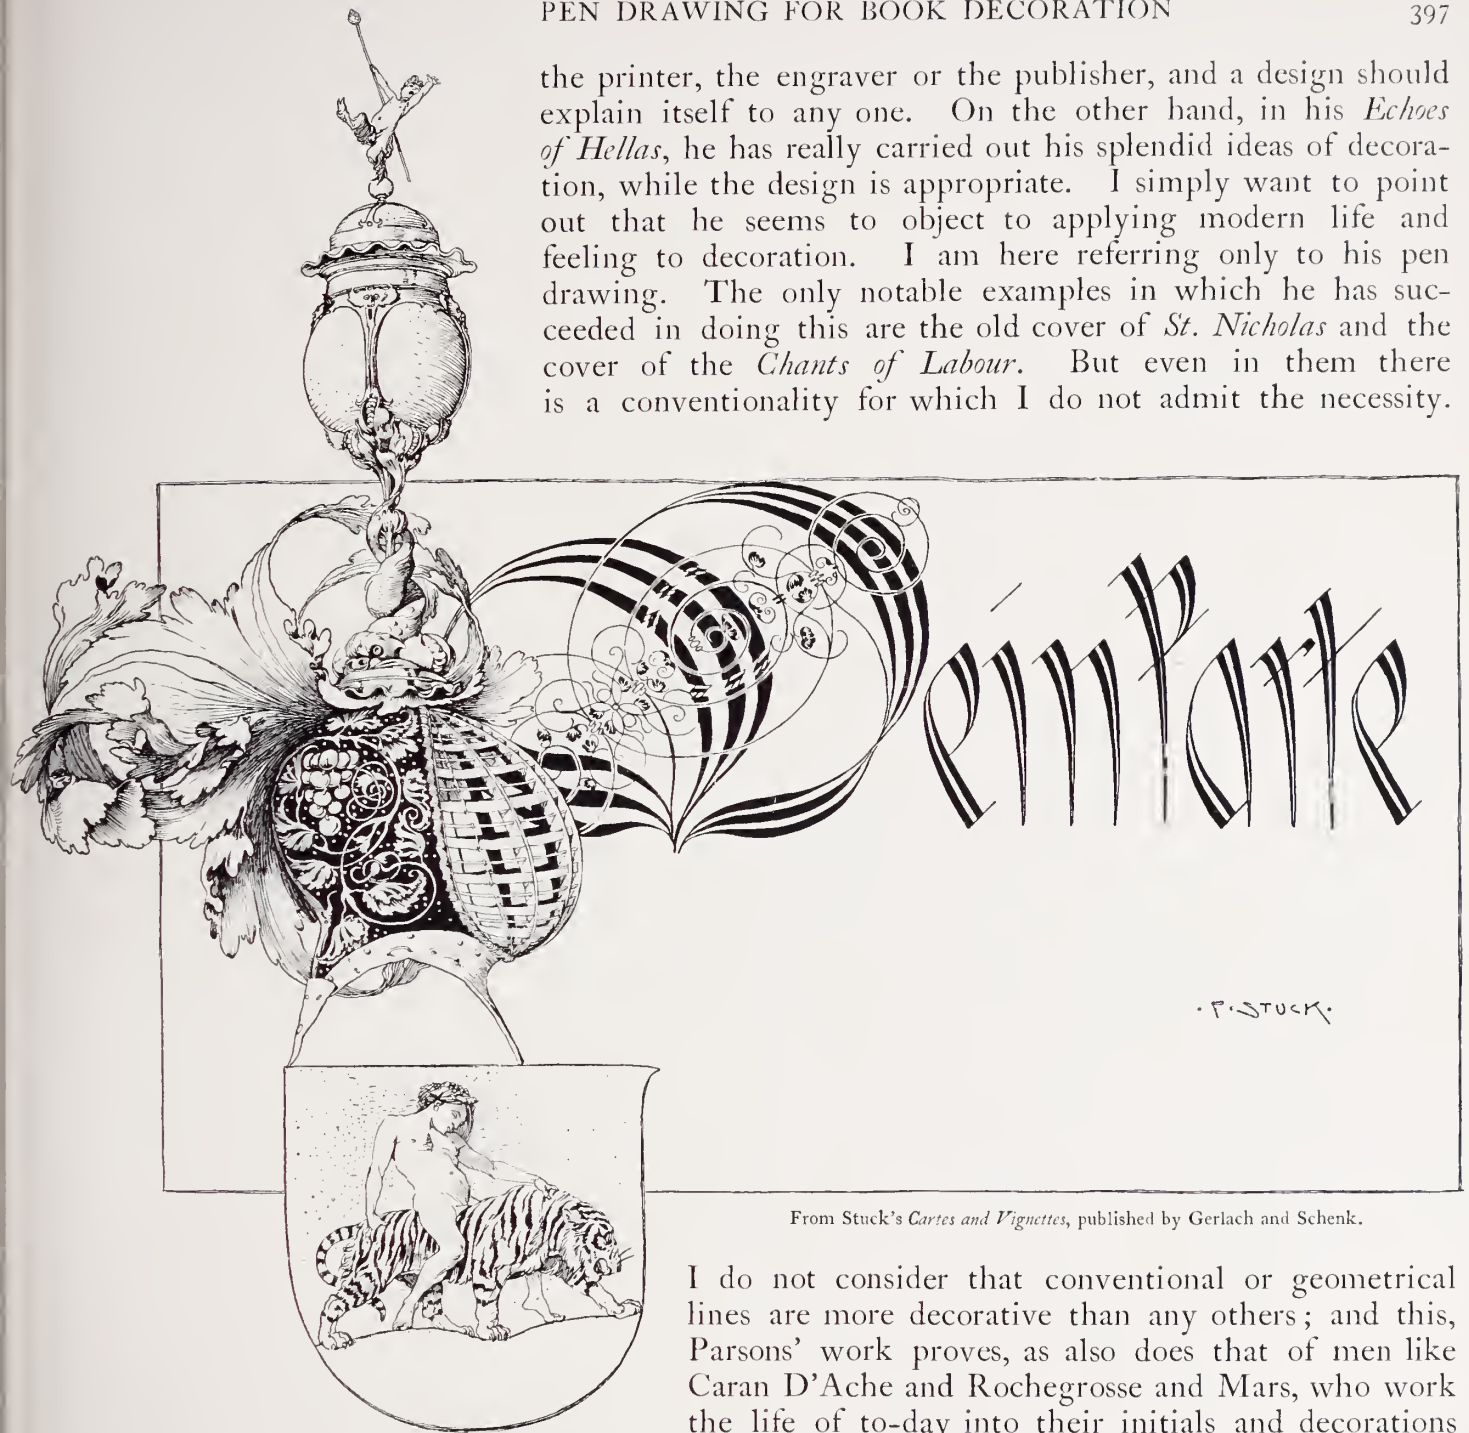 PEN DRAWING FOR BOOK DECORATION 397
the printer, the engraver or the publisher, and a design should
explain itself to any one. On the other hand, in his Echoes
of Hellas, he has really carried out his splendid ideas of decora-
tion, while the design is appropriate. I simply want to point
out that he seems to object to applying modern life and
feeling to decoration. I am here referring only to his pen
drawing. The only notable examples in which he has suc-
ceeded in doing this are the old cover of St. Nicholas and the
cover of the Chants of Labour. But even in them there
is a conventionality for which I do not admit the necessity.
Weinkarte
·F·STUCK·
From Stuck's Cartes and Vignettes, published by Gerlach and Schenk.
I do not consider that conventional or geometrical
lines are more decorative than any others; and this,
Parsons' work proves, as also does that of men like
Caran D'Ache and Rochegrosse and Mars, who work
the life of to-day into their initials and decorations